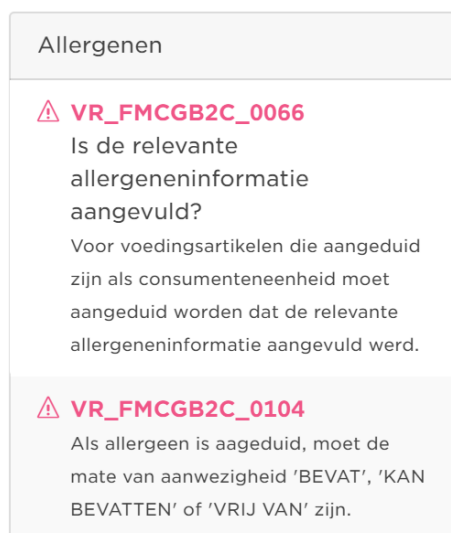 Allergenen
VR_FMCGB2C_0066
Is de relevante
allergeneninformatie
aangevuld?
Voor voedingsartikelen die aangeduid
zijn als consumenteneenheid moet
aangeduid worden dat de relevante
allergeneninformatie aangevuld werd.
VR_FMCGB2C_0104
Als allergeen is aageduid, moet de
mate van aanwezigheid 'BEVAT', 'KAN
BEVATTEN' of 'VRIJ VAN' zijn.